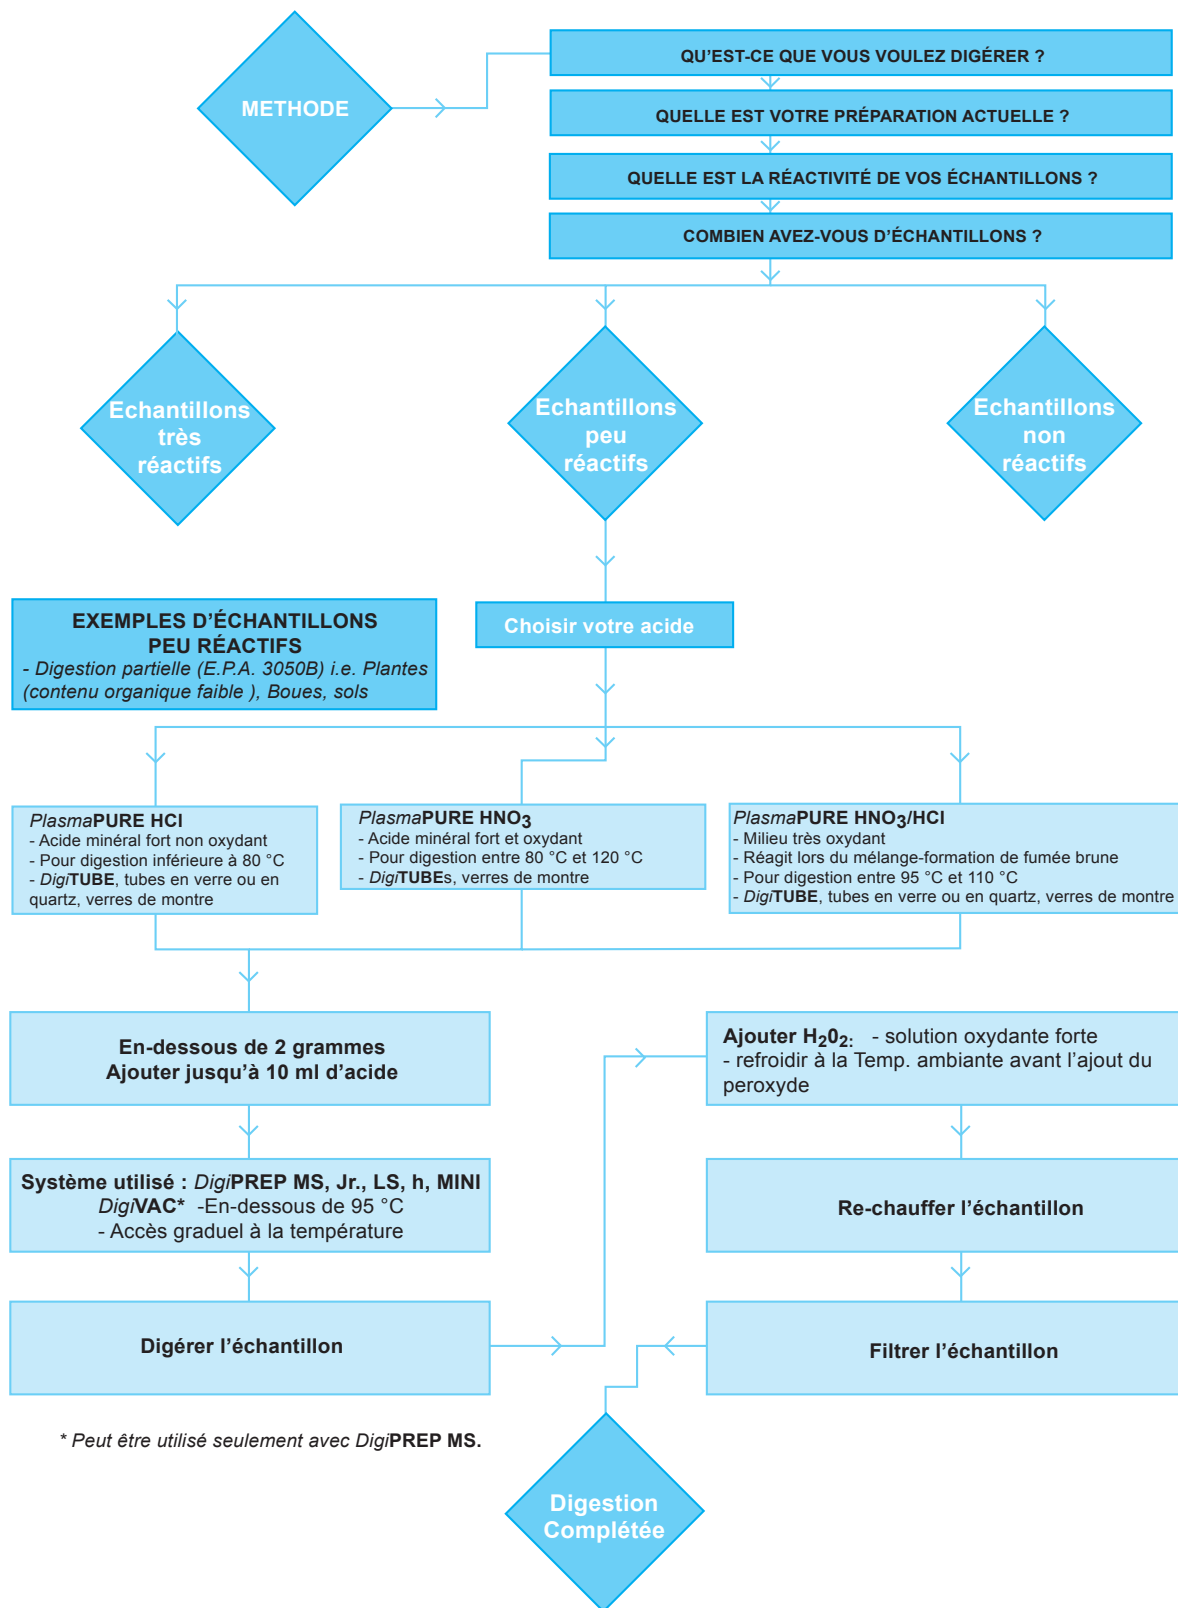 METHODE
QU’EST-CE QUE VOUS VOULEZ DIGÉRER ?
QUELLE EST VOTRE PRÉPARATION ACTUELLE ?
QUELLE EST LA RÉACTIVITÉ DE VOS ÉCHANTILLONS ?
COMBIEN AVEZ-VOUS D’ÉCHANTILLONS ?
Echantillons
très
réactifs
Echantillons
peu
réactifs
Echantillons
non
réactifs
EXEMPLES D’ÉCHANTILLONS
PEU RÉACTIFS
- Digestion partielle (E.P.A. 3050B) i.e. Plantes
(contenu organique faible ), Boues, sols
Choisir votre acide
PlasmaPURE HCl
- Acide minéral fort non oxydant
- Pour digestion inférieure à 80 °C
- DigiTUBE, tubes en verre ou en
quartz, verres de montre
PlasmaPURE HNO3
- Acide minéral fort et oxydant
- Pour digestion entre 80 °C et 120 °C
- DigiTUBEs, verres de montre
PlasmaPURE HNO3/HCl
- Milieu très oxydant
- Réagit lors du mélange-formation de fumée brune
- Pour digestion entre 95 °C et 110 °C
- DigiTUBE, tubes en verre ou en quartz, verres de montre
En-dessous de 2 grammes
Ajouter jusqu’à 10 ml d’acide
Système utilisé : DigiPREP MS, Jr., LS, h, MINI
DigiVAC* -En-dessous de 95 °C
- Accès graduel à la température
Digérer l’échantillon
Ajouter H202: - solution oxydante forte
- refroidir à la Temp. ambiante avant l’ajout du
peroxyde
Re-chauffer l’échantillon
Filtrer l’échantillon
* Peut être utilisé seulement avec DigiPREP MS.
Digestion
Complétée